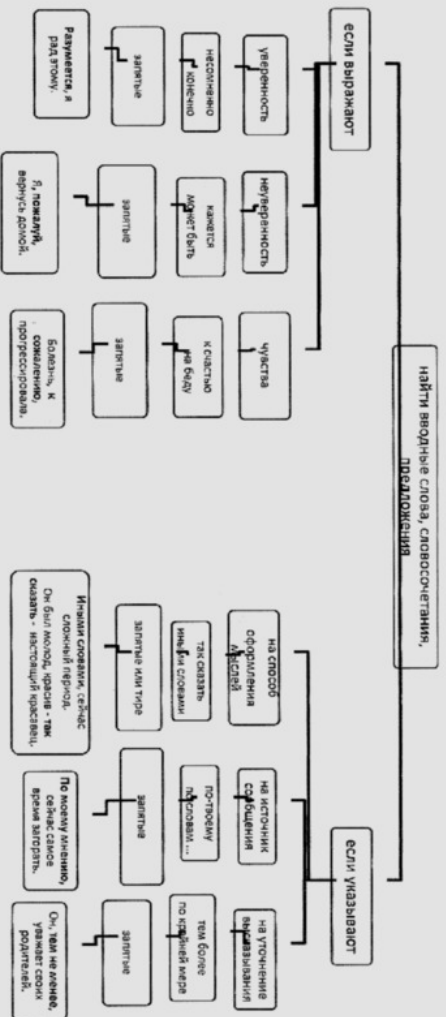 найти вводные слова, словосочетания,
предложения
если выражают
уверенность
несомненно
конечно
запятые
Разумеется, я
рад этому.
неуверенность
кажется
может быть
запятые
Я, пожалуй,
вернусь домой.
чувства
к счастью
на беду
запятые
Болезнь, к
сожалению,
прогрессировала.
если указывают
на способ
оформления
мыслей
так сказать
иными словами
запятые или тире
Иными словами, сейчас
сложный период.
Он был молод, красив - так
сказать - настоящий красавец.
на источник
сообщения
по-твоему
по словам ...
запятые
По моему мнению,
сейчас самое
время загорать.
на уточнение
высказывания
тем более
по крайней мере
запятые
Он, тем не менее,
уважает своих
родителей.